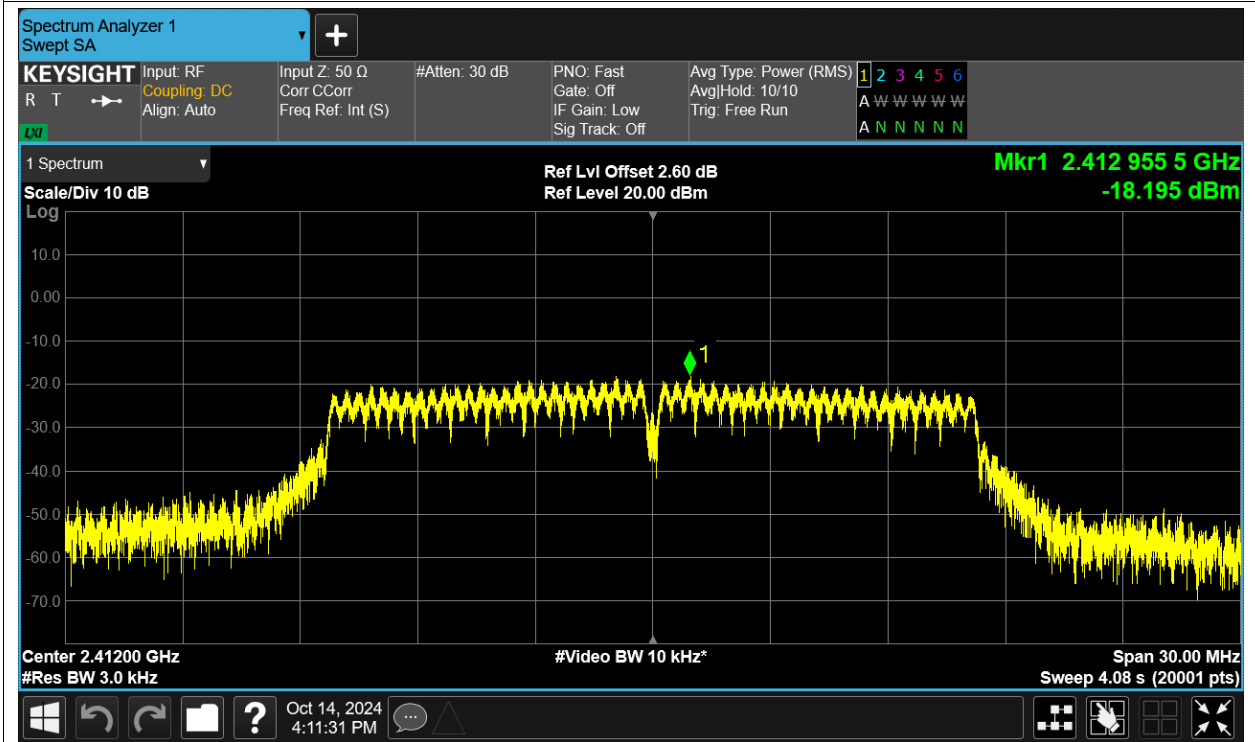 Spectrum Analyzer 1
Swept SA
+
KEYSIGHT
R T
LXI
Input: RF
Coupling: DC
Align: Auto
Input Z: 50 Ω
Corr CCorr
Freq Ref: Int (S)
#Atten: 30 dB
PNO: Fast
Gate: Off
IF Gain: Low
Sig Track: Off
Avg Type: Power (RMS)
Avg|Hold: 10/10
Trig: Free Run
1 2 3 4 5 6
A W W W W W
A N N N N N
1 Spectrum
Scale/Div 10 dB
Log
Ref Lvl Offset 2.60 dB
Ref Level 20.00 dBm
Mkr1 2.412 955 5 GHz
-18.195 dBm
10.0
0.00
-10.0
1
-20.0
-30.0
-40.0
-50.0
-60.0
-70.0
Center 2.41200 GHz
#Res BW 3.0 kHz
#Video BW 10 kHz*
Span 30.00 MHz
Sweep 4.08 s (20001 pts)
?
Oct 14, 2024
4:11:31 PM